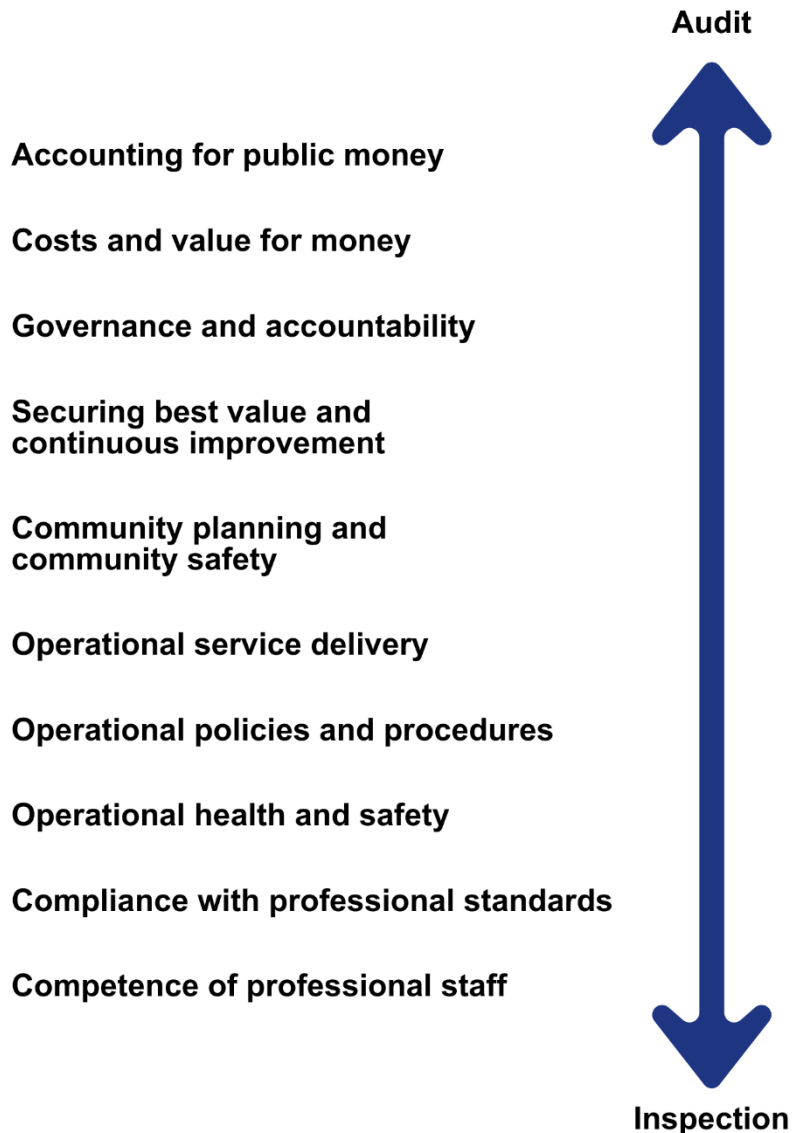 Audit
Accounting for public money
Costs and value for money
Governance and accountability
Securing best value and
continuous improvement
Community planning and
community safety
Operational service delivery
Operational policies and procedures
Operational health and safety
Compliance with professional standards
Competence of professional staff
Inspection